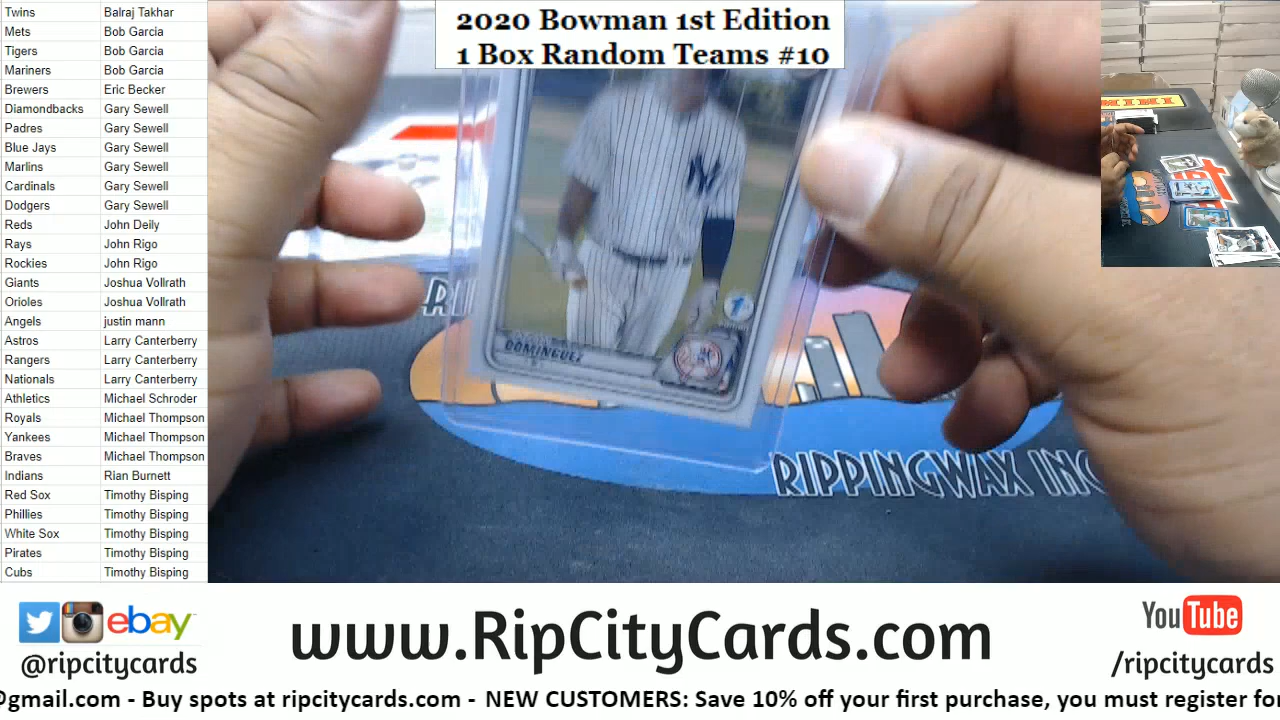 2020 Bowman 1st Edition
1 Box Random Teams #10
Twins Balraj Takhar
Mets Bob Garcia
Tigers Bob Garcia
Mariners Bob Garcia
Brewers Eric Becker
Diamondbacks Gary Sewell
Padres Gary Sewell
Blue Jays Gary Sewell
Marlins Gary Sewell
Cardinals Gary Sewell
Dodgers Gary Sewell
Reds John Deily
Rays John Rigo
Rockies John Rigo
Giants Joshua Vollrath
Orioles Joshua Vollrath
Angels justin mann
Astros Larry Canterberry
Rangers Larry Canterberry
Nationals Larry Canterberry
Athletics Michael Schroder
Royals Michael Thompson
Yankees Michael Thompson
Braves Michael Thompson
Indians Rian Burnett
Red Sox Timothy Bisping
Phillies Timothy Bisping
White Sox Timothy Bisping
Pirates Timothy Bisping
Cubs Timothy Bisping
NY
1st
DOMINGUEZ
RIPPINGWAX INC
ebay
@ripcitycards
www.RipCityCards.com
YouTube
/ripcitycards
@gmail.com - Buy spots at ripcitycards.com - NEW CUSTOMERS: Save 10% off your first purchase, you must register for